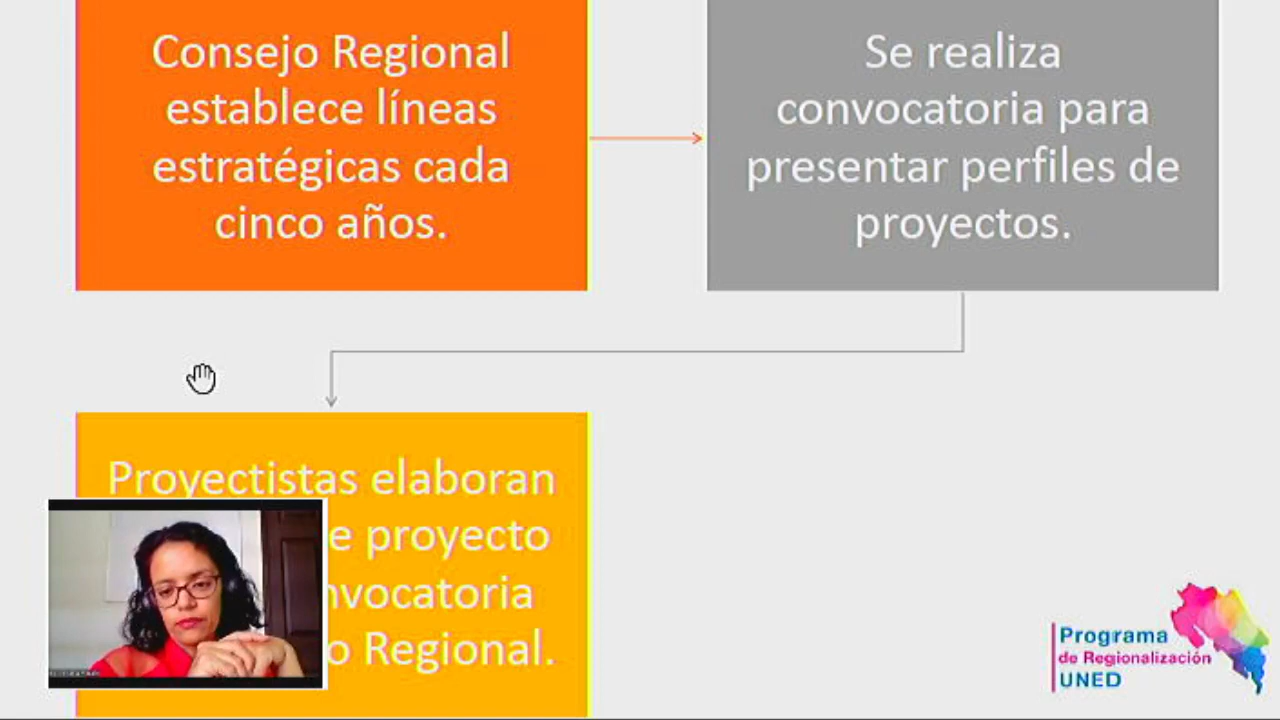 Consejo Regional
establece líneas
estratégicas cada
cinco años.
Se realiza
convocatoria para
presentar perfiles de
proyectos.
Proyectistas elaboran
e proyecto
nvocatoria
o Regional.
Programa
de Regionalización
UNED